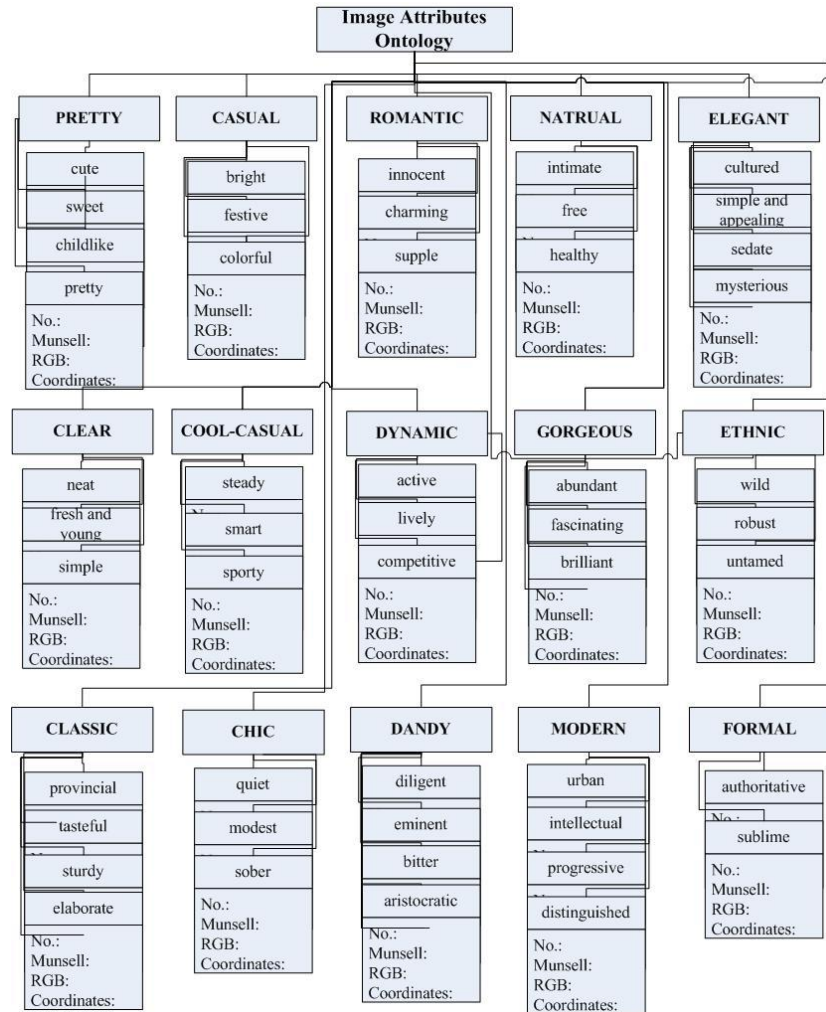 Image Attributes
Ontology
PRETTY
cute
sweet
childlike
pretty
No.:
Munsell:
RGB:
Coordinates:
CASUAL
bright
festive
colorful
No.:
Munsell:
RGB:
Coordinates:
ROMANTIC
innocent
charming
supple
No.:
Munsell:
RGB:
Coordinates:
NATRUAL
intimate
free
healthy
No.:
Munsell:
RGB:
Coordinates:
ELEGANT
cultured
simple and
appealing
sedate
mysterious
No.:
Munsell:
RGB:
Coordinates:
CLEAR
neat
fresh and
young
simple
No.:
Munsell:
RGB:
Coordinates:
COOL-CASUAL
steady
smart
sporty
No.:
Munsell:
RGB:
Coordinates:
DYNAMIC
active
lively
competitive
No.:
Munsell:
RGB:
Coordinates:
GORGEOUS
abundant
fascinating
brilliant
No.:
Munsell:
RGB:
Coordinates:
ETHNIC
wild
robust
untamed
No.:
Munsell:
RGB:
Coordinates:
CLASSIC
provincial
tasteful
sturdy
elaborate
No.:
Munsell:
RGB:
Coordinates:
CHIC
quiet
modest
sober
No.:
Munsell:
RGB:
Coordinates:
DANDY
diligent
eminent
bitter
aristocratic
No.:
Munsell:
RGB:
Coordinates:
MODERN
urban
intellectual
progressive
distinguished
No.:
Munsell:
RGB:
Coordinates:
FORMAL
authoritative
No.:
sublime
No.:
Munsell:
RGB:
Coordinates: